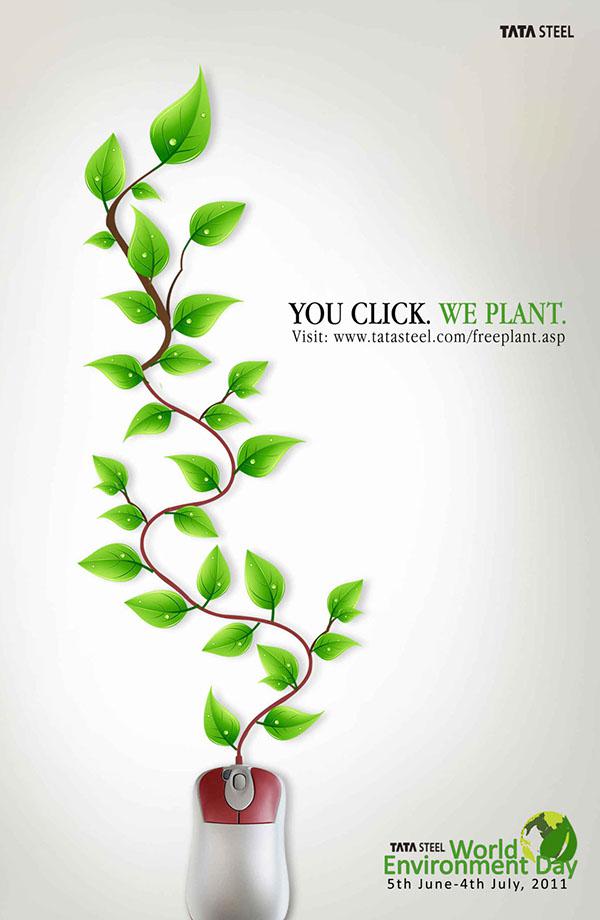 TATA STEEL
YOU CLICK. WE PLANT.
Visit: www.tatasteel.com/freeplant.asp
TATA STEEL World
Environment Day
5th June-4th July, 2011